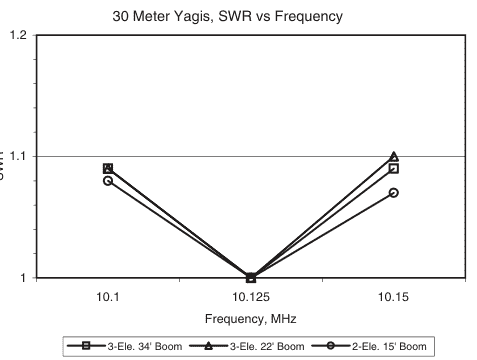 30 Meter Yagis, SWR vs Frequency
1.2
SWR
1.1
1
10.1 10.125 10.15
Frequency, MHz
3-Ele. 34' Boom 3-Ele. 22' Boom 2-Ele. 15' Boom